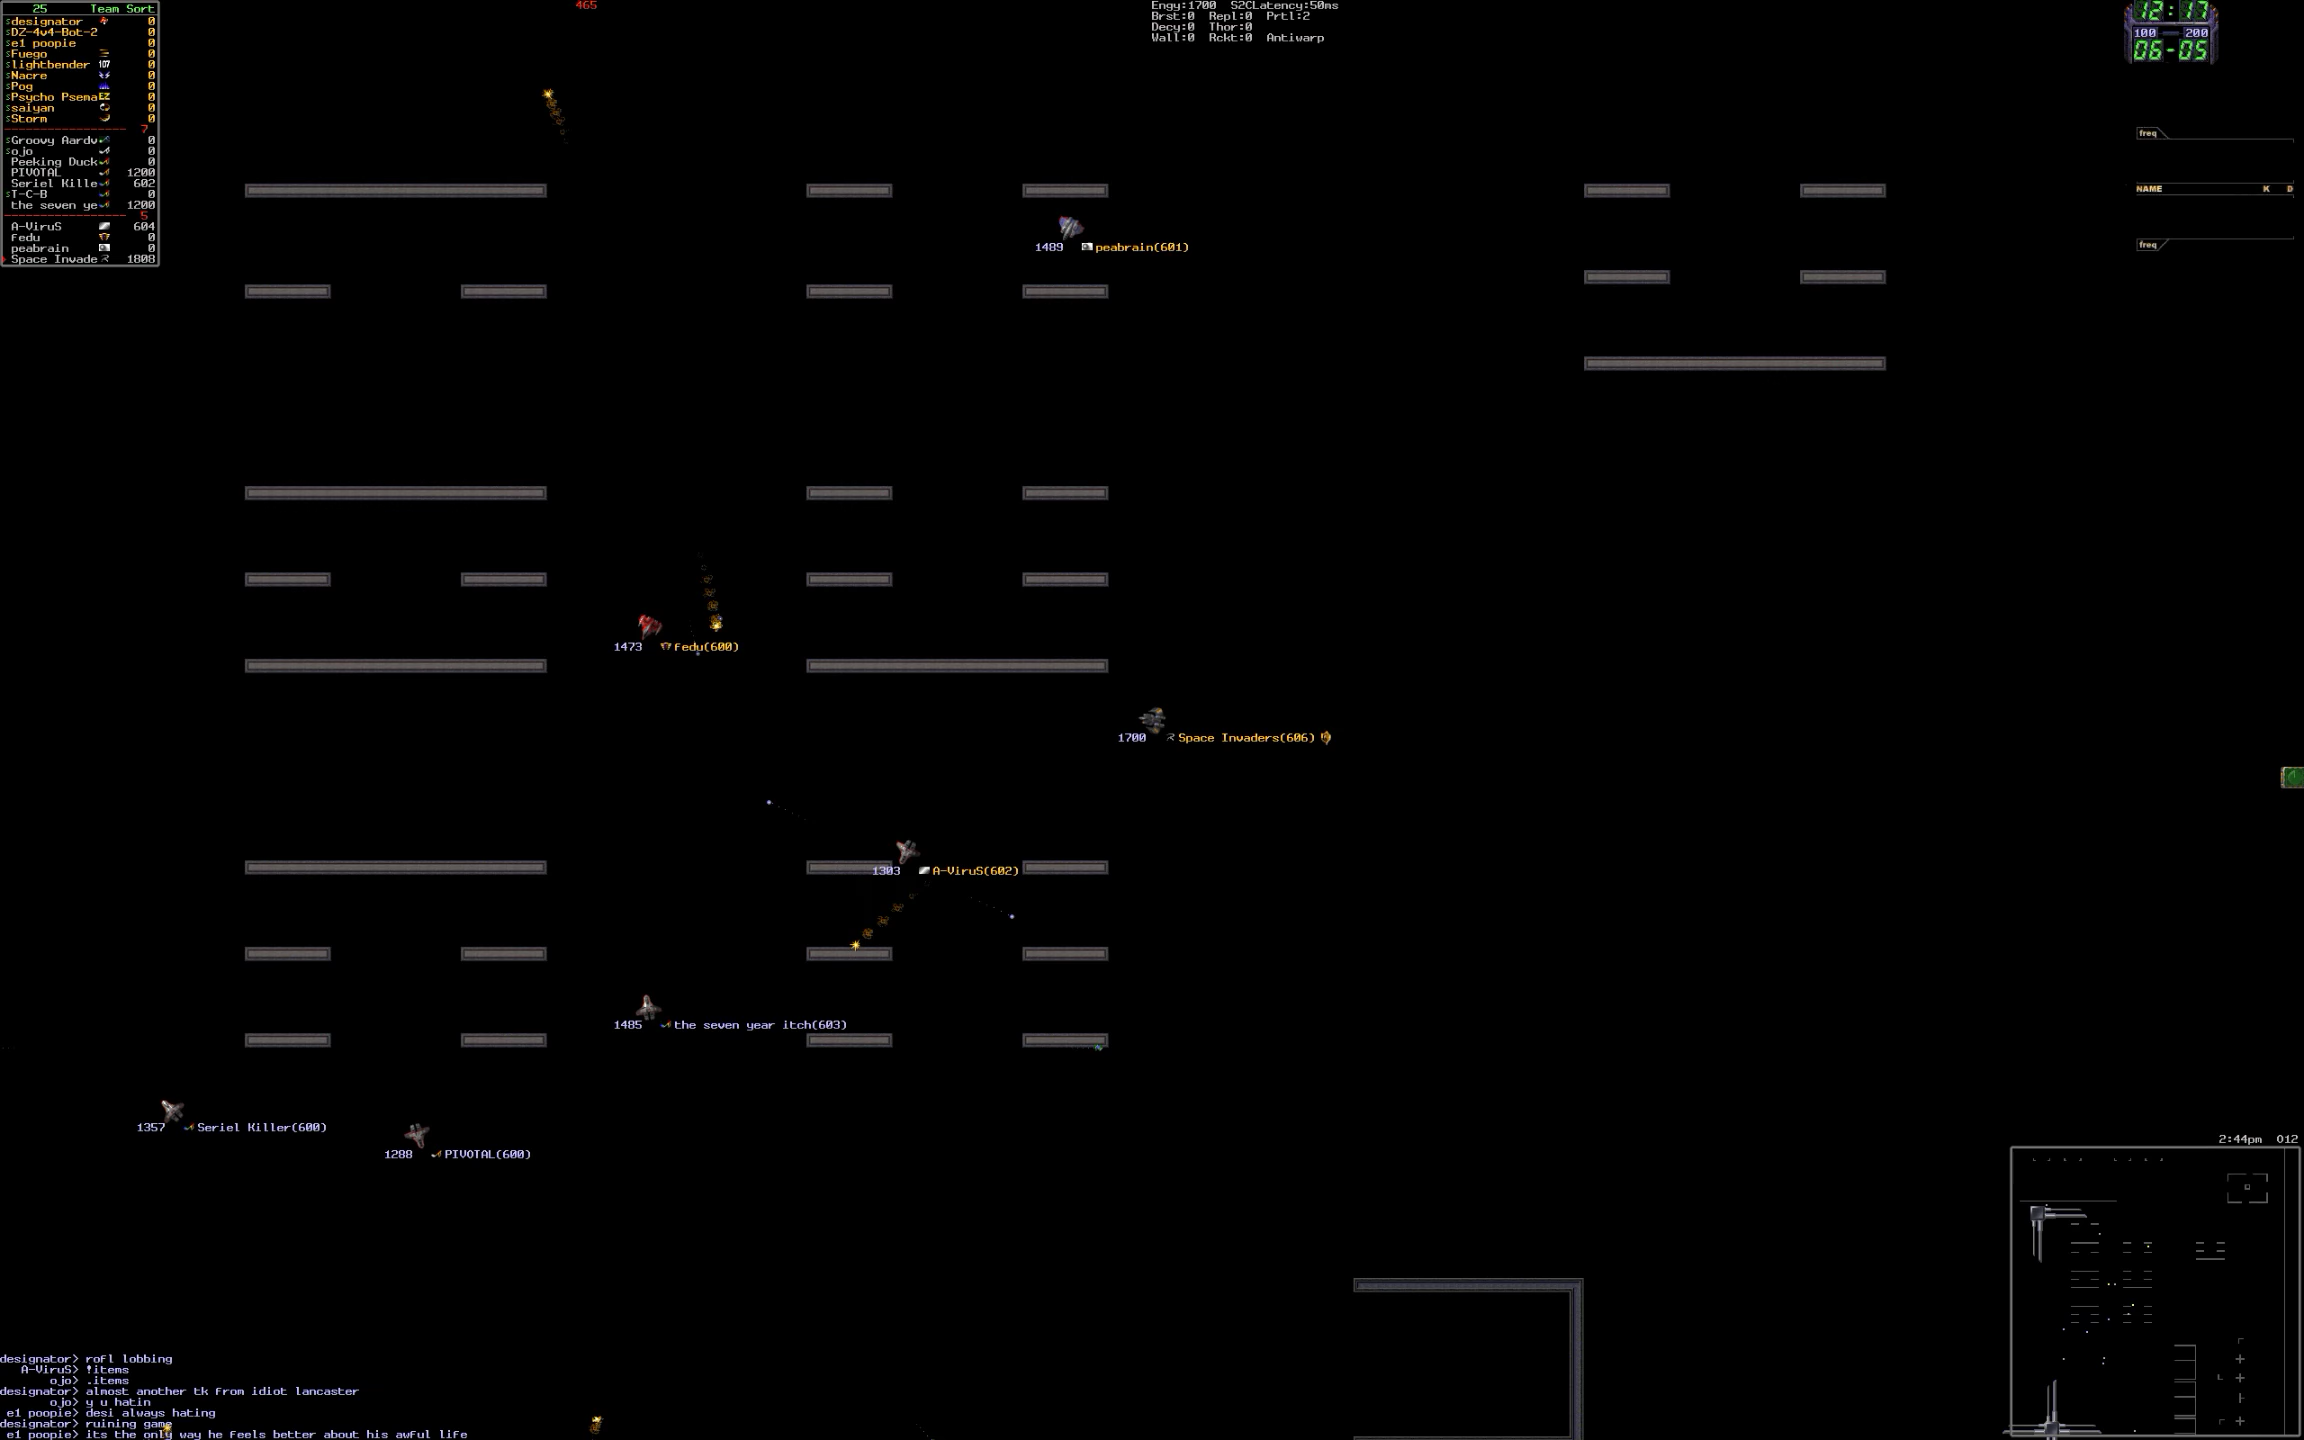 25 Team Sort
designator 0
DZ-4v4-Bot-2 0
e1 poopie 0
Fuego 0
lightbender 107 0
Nacre 0
Pog 0
Psycho Psema EZ 0
saiyan 0
Storm 0
7
Groovy Aardv 0
ojo 0
Peeking Duck 0
PIVOTAL 1200
Seriel Kille 602
T-C-B 0
the seven ye 1200
5
A-ViruS 604
fedu 0
peabrain 0
Space Invade 1808
465
Engy:1700 S2CLatency:50ms
Brst:0 Repl:0 Prtl:2
Decy:0 Thor:0
Wall:0 Rckt:0 Antiwarp
12:17
100 200
06-05
freq
NAME K D
freq
1489 peabrain(601)
1473 fedu(600)
1700 Space Invaders(606)
1303 A-ViruS(602)
1485 the seven year itch(603)
1357 Seriel Killer(600)
1288 PIVOTAL(600)
2:44pm O12
designator> rofl lobbing
A-ViruS> !items
ojo> .items
designator> almost another tk from idiot lancaster
ojo> y u hatin
e1 poopie> desi always hating
designator> ruining game
e1 poopie> its the only way he feels better about his awful life